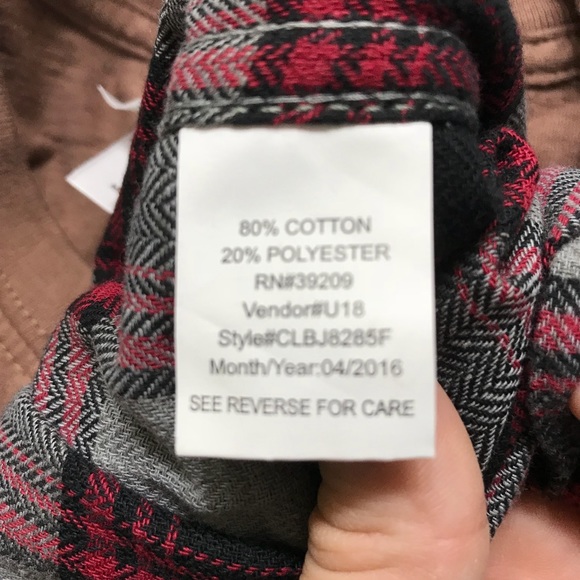 80% COTTON
20% POLYESTER
RN#39209
Vendor#U18
Style#CLBJ8285F
Month/Year:04/2016
SEE REVERSE FOR CARE